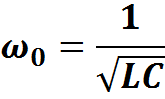 ω₀ = 1/√LC